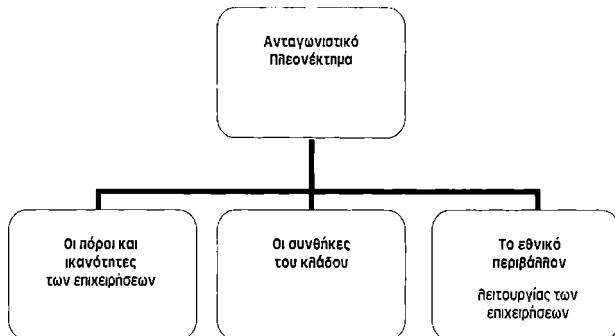 Ανταγωνιστικό
Πλεονέκτημα
Οι πόροι και
ικανότητες
των επιχειρήσεων
Οι συνθήκες
του κλάδου
Το εθνικό
περιβάλλον
λειτουργίας των
επιχειρήσεων